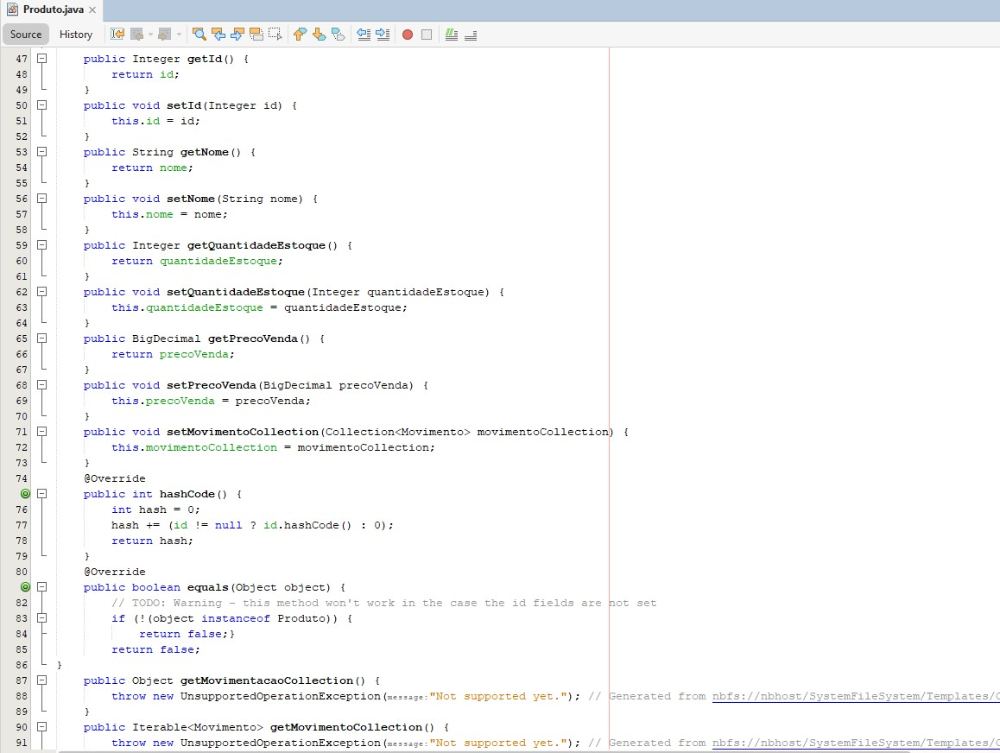 Produto.java
Source History
47 public Integer getId() {
48 return id;
49 }
50 public void setId(Integer id) {
51 this.id = id;
52 }
53 public String getNome() {
54 return nome;
55 }
56 public void setNome(String nome) {
57 this.nome = nome;
58 }
59 public Integer getQuantidadeEstoque() {
60 return quantidadeEstoque;
61 }
62 public void setQuantidadeEstoque(Integer quantidadeEstoque) {
63 this.quantidadeEstoque = quantidadeEstoque;
64 }
65 public BigDecimal getPrecoVenda() {
66 return precoVenda;
67 }
68 public void setPrecoVenda(BigDecimal precoVenda) {
69 this.precoVenda = precoVenda;
70 }
71 public void setMovimentoCollection(Collection<Movimento> movimentoCollection) {
72 this.movimentoCollection = movimentoCollection;
73 }
74 @Override
public int hashCode() {
76 int hash = 0;
77 hash += (id != null ? id.hashCode() : 0);
78 return hash;
79 }
80 @Override
public boolean equals(Object object) {
82 // TODO: Warning - this method won't work in the case the id fields are not set
83 if (!(object instanceof Produto)) {
84 return false;}
85 return false;
86 }
87 public Object getMovimentacaoCollection() {
88 throw new UnsupportedOperationException(message:"Not supported yet."); // Generated from nbfs://nbhost/SystemFileSystem/Templates/
89 }
90 public Iterable<Movimento> getMovimentoCollection() {
91 throw new UnsupportedOperationException(message:"Not supported yet."); // Generated from nbfs://nbhost/SystemFileSystem/Templates/